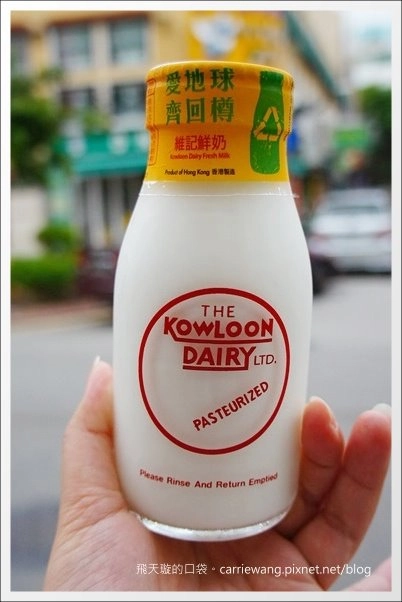 愛地球
齊回樽
維記鮮奶
Kowloon Dairy Fresh Milk
Product of Hong Kong 香港製造
THE
KOWLOON
DAIRY LTD.
PASTEURIZED
Please Rinse And Return Emptied
飛天璇的口袋。carriewang.pixnet.net/blog